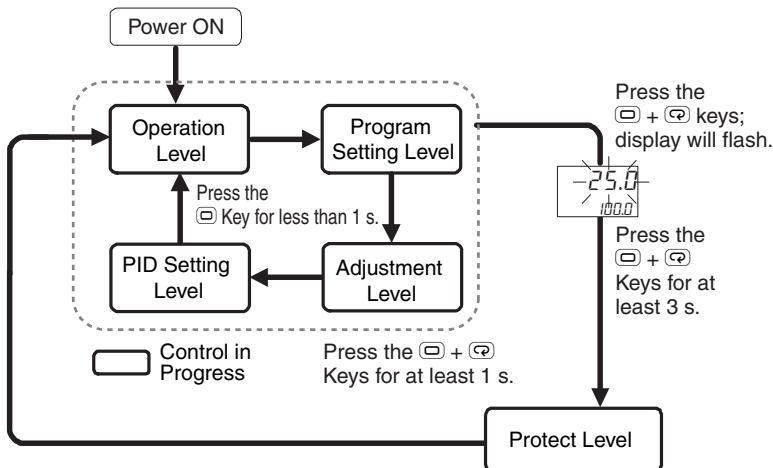 Power ON
Operation
Level
Program
Setting Level
Press the
Key for less than 1 s.
PID Setting
Level
Adjustment
Level
Control in
Progress
Press the +
Keys for at least 1 s.
Press the
+ keys;
display will flash.
25.0
100.0
Press the
+
Keys for at
least 3 s.
Protect Level